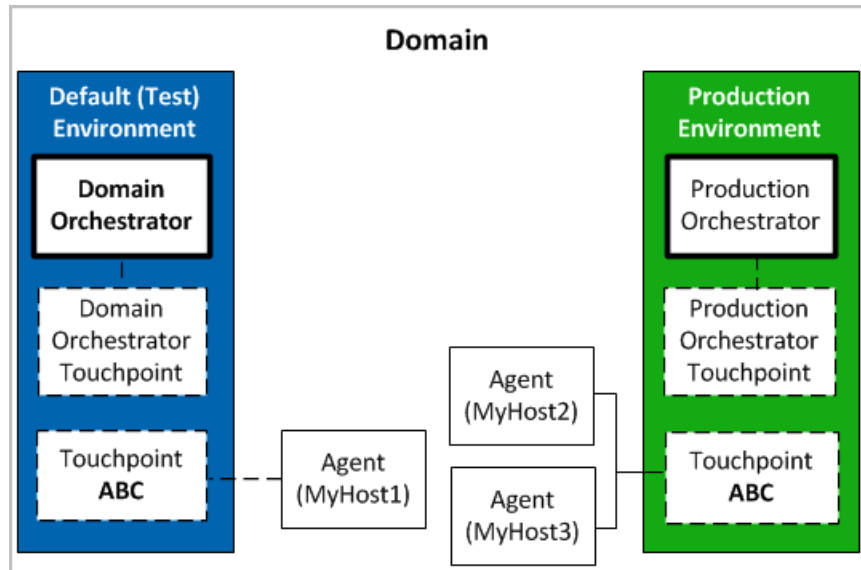 Domain
Default (Test)
Environment
Domain
Orchestrator
Domain
Orchestrator
Touchpoint
Touchpoint
ABC
Agent
(MyHost1)
Agent
(MyHost2)
Agent
(MyHost3)
Production
Environment
Production
Orchestrator
Production
Orchestrator
Touchpoint
Touchpoint
ABC